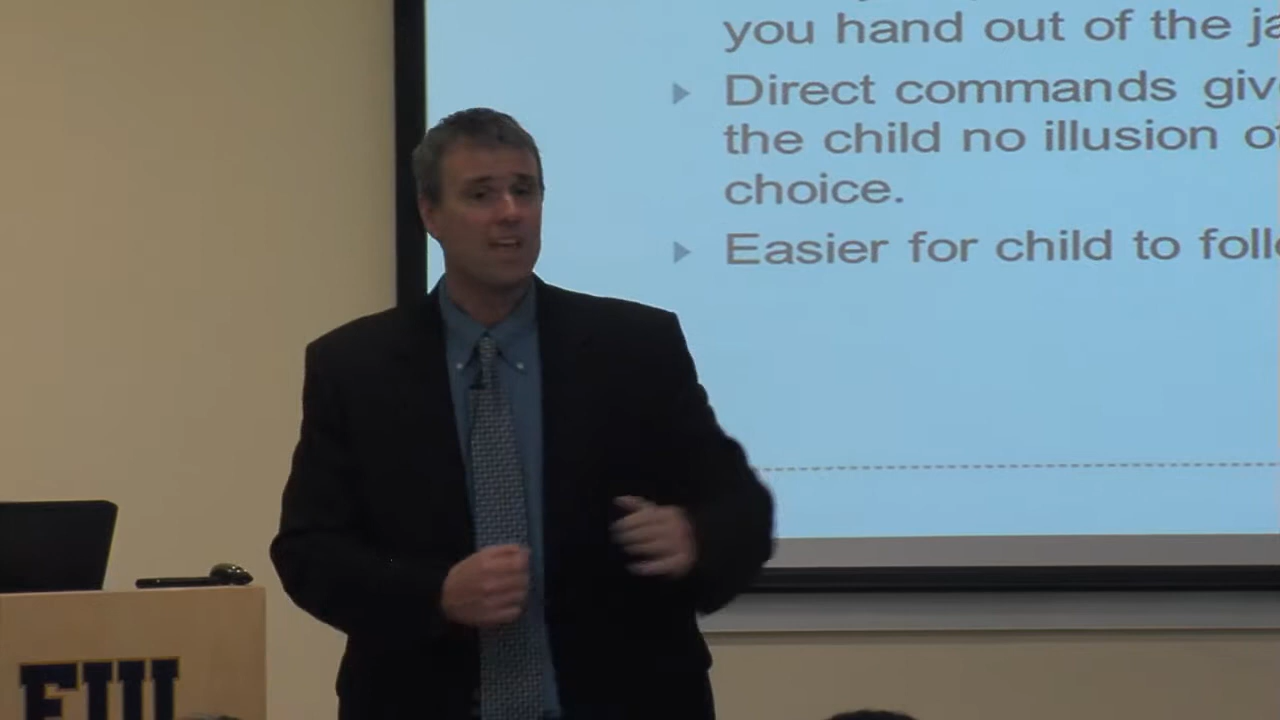 you hand out of the ja
Direct commands give
the child no illusion of
choice.
Easier for child to follo
FIU